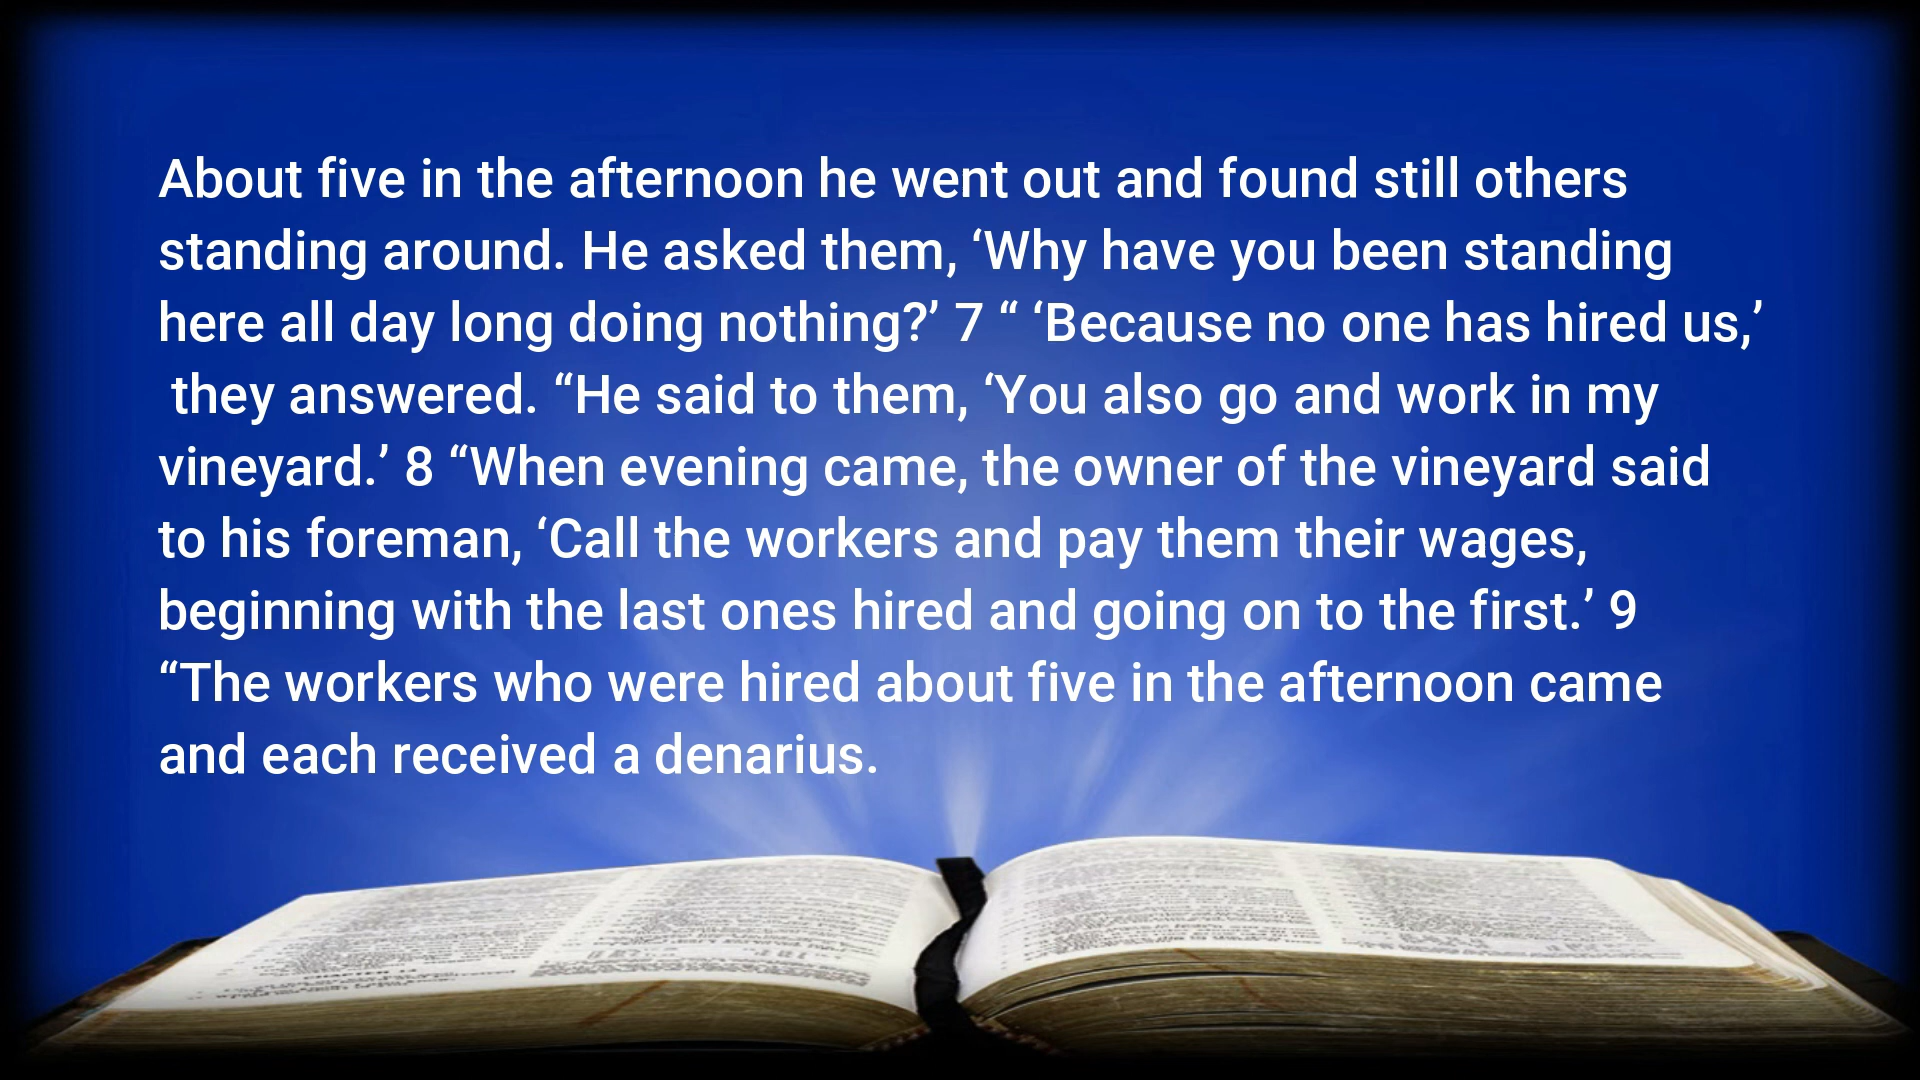 About five in the afternoon he went out and found still others
standing around. He asked them, ‘Why have you been standing
here all day long doing nothing?’ 7 “ ‘Because no one has hired us,’
they answered. “He said to them, ‘You also go and work in my
vineyard.’ 8 “When evening came, the owner of the vineyard said
to his foreman, ‘Call the workers and pay them their wages,
beginning with the last ones hired and going on to the first.’ 9
“The workers who were hired about five in the afternoon came
and each received a denarius.